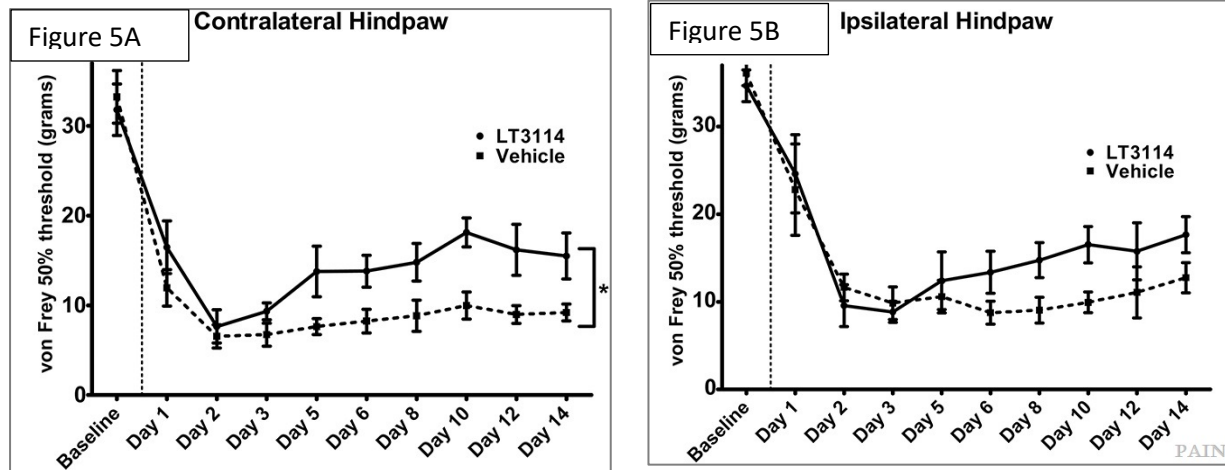 Figure 5A
Contralateral Hindpaw
von Frey 50% threshold (grams)
30
20
10
0
LT3114
Vehicle
*
Baseline
Day 1
Day 2
Day 3
Day 5
Day 6
Day 8
Day 10
Day 12
Day 14
Figure 5B
Ipsilateral Hindpaw
von Frey 50% threshold (grams)
30
20
10
0
LT3114
Vehicle
Baseline
Day 1
Day 2
Day 3
Day 5
Day 6
Day 8
Day 10
Day 12
Day 14
PAIN